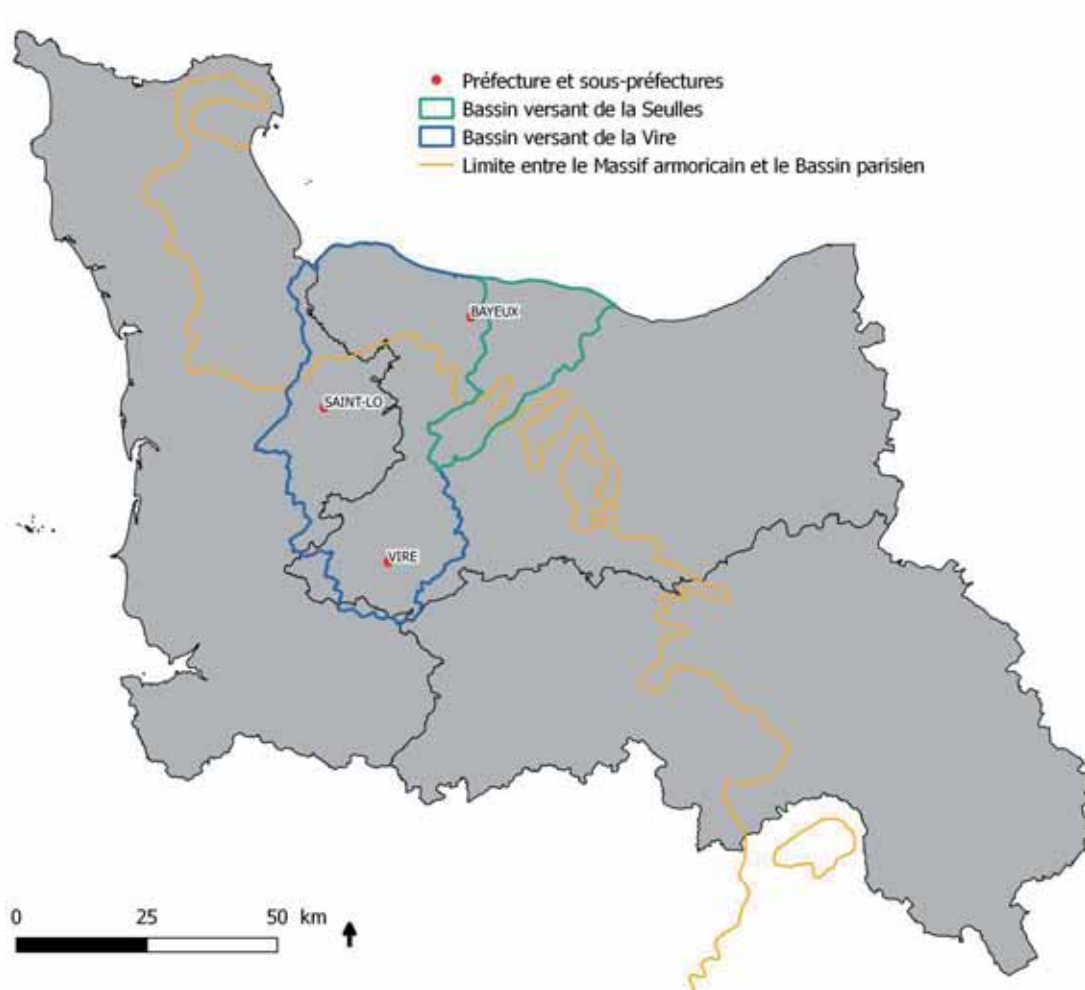 Préfecture et sous-préfectures
Bassin versant de la Seulles
Bassin versant de la Vire
Limite entre le Massif armoricain et le Bassin parisien
BAYEUX
SAINT-LO
VIRE
0 25 50 km